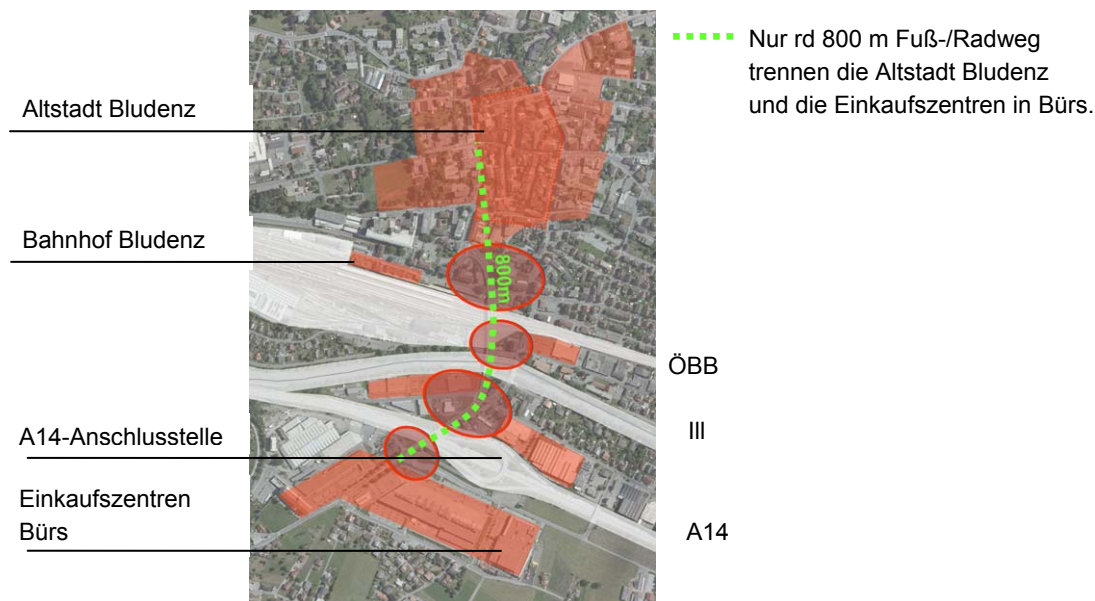 Nur rd 800 m Fuß-/Radweg
trennen die Altstadt Bludenz
und die Einkaufszentren in Bürs.
Altstadt Bludenz
Bahnhof Bludenz
800m
ÖBB
Ill
A14-Anschlusstelle
Einkaufszentren
Bürs
A14